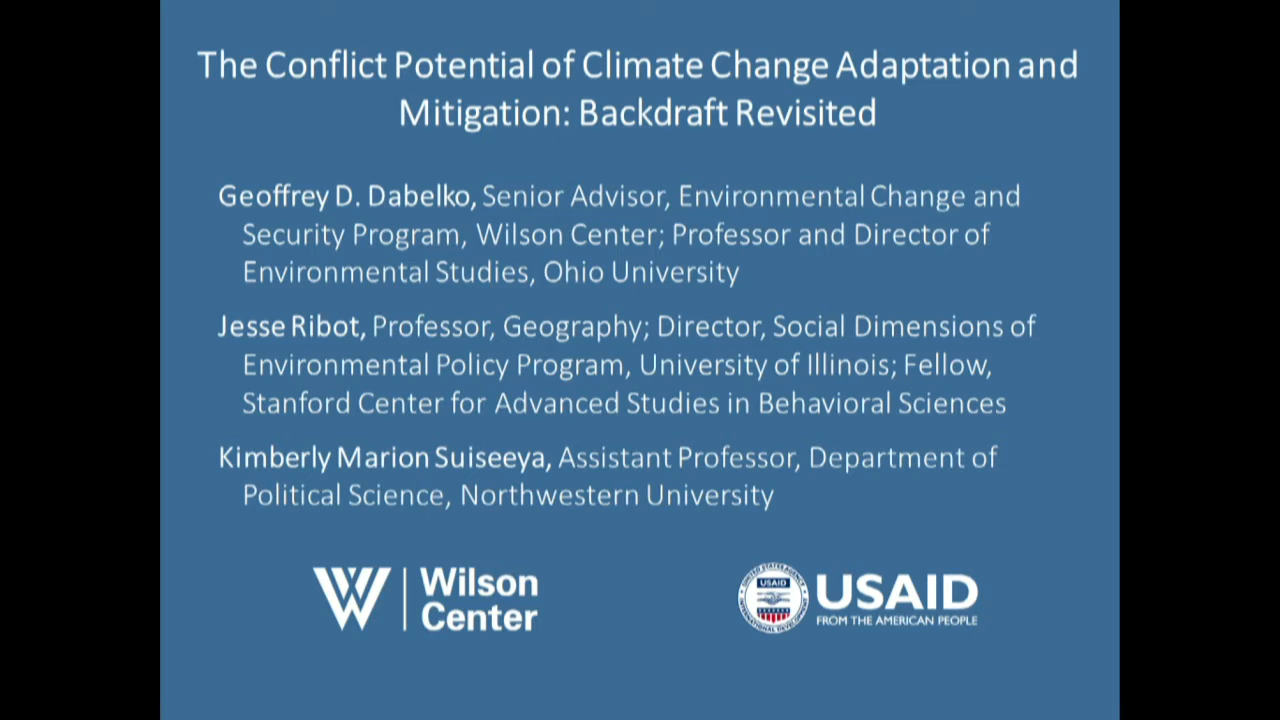 The Conflict Potential of Climate Change Adaptation and
Mitigation: Backdraft Revisited
Geoffrey D. Dabelko, Senior Advisor, Environmental Change and
Security Program, Wilson Center; Professor and Director of
Environmental Studies, Ohio University
Jesse Ribot, Professor, Geography; Director, Social Dimensions of
Environmental Policy Program, University of Illinois; Fellow,
Stanford Center for Advanced Studies in Behavioral Sciences
Kimberly Marion Suiseeya, Assistant Professor, Department of
Political Science, Northwestern University
Wilson
Center
USAID
USAID
FROM THE AMERICAN PEOPLE